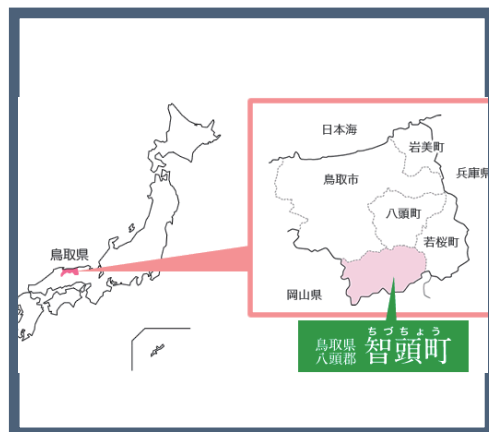 日本海
岩美町
兵庫県
鳥取市
八頭町
鳥取県
若桜町
岡山県
ちづちょう
鳥取県
八頭郡
智頭町